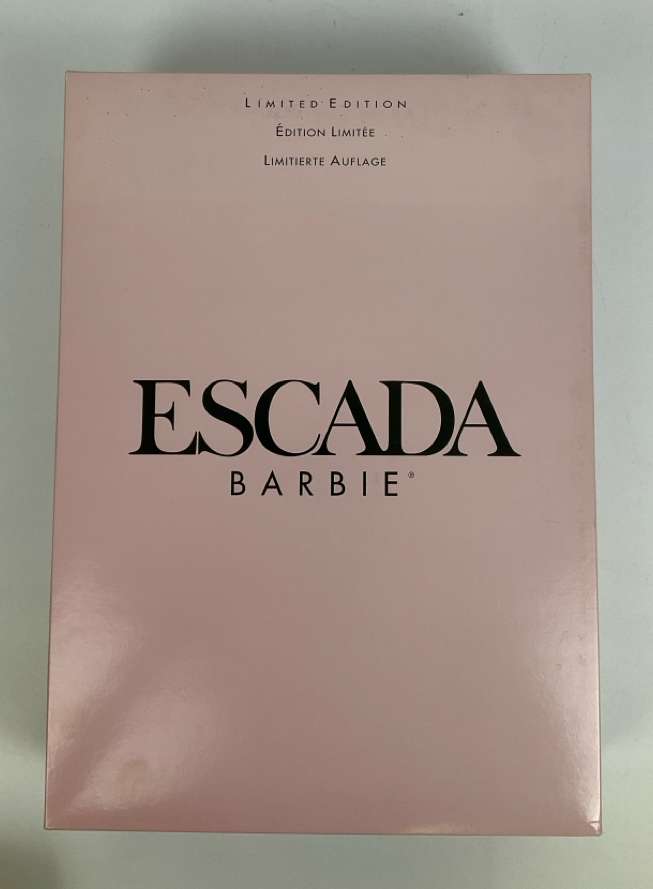 LIMITED EDITION
ÉDITION LIMITÉE
LIMITIERTE AUFLAGE
ESCADA
BARBIE®